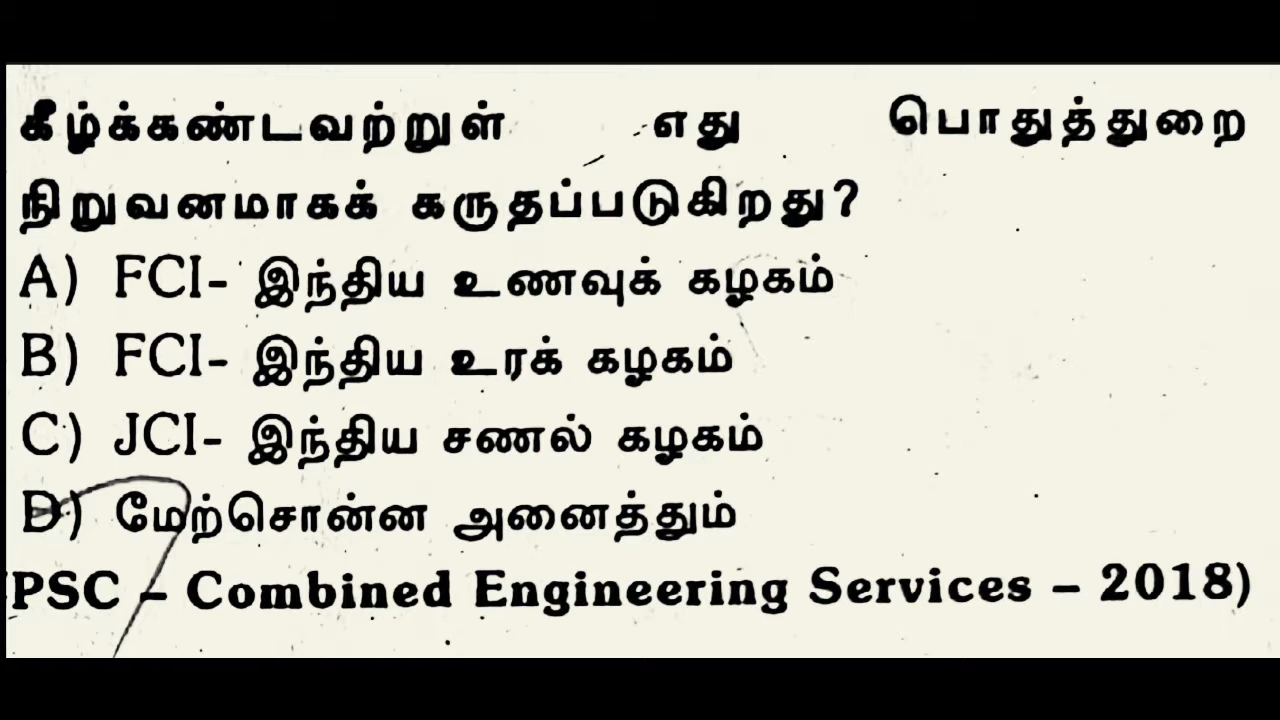 கீழ்க்கண்டவற்றுள் எது பொதுத்துறை
நிறுவனமாகக் கருதப்படுகிறது?
A) FCI- இந்திய உணவுக் கழகம்
B) FCI- இந்திய உரக் கழகம்
C) JCI- இந்திய சணல் கழகம்
D) மேற்சொன்ன அனைத்தும்
PSC – Combined Engineering Services – 2018)